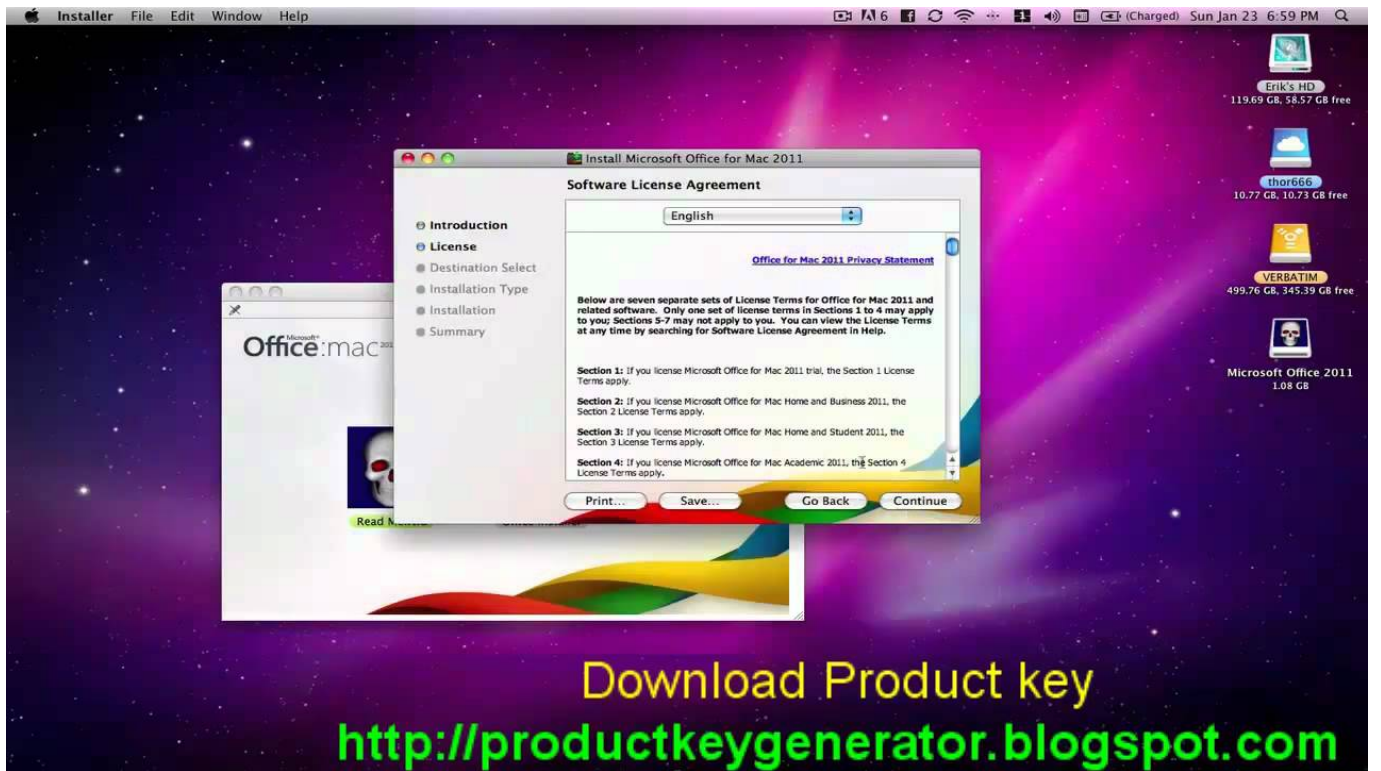 Installer File Edit Window Help
6 (Charged) Sun Jan 23 6:59 PM
Erik's HD
119.69 GB, 58.57 GB free
thor666
10.77 GB, 10.73 GB free
VERBATIM
499.76 GB, 345.39 GB free
Microsoft Office 2011
1.08 GB
Install Microsoft Office for Mac 2011
Software License Agreement
Introduction
License
Destination Select
Installation Type
Installation
Summary
English
Office for Mac 2011 Privacy Statement
Below are seven separate sets of License Terms for Office for Mac 2011 and
related software. Only one set of license terms in Sections 1 to 4 may apply
to you; Sections 5-7 may not apply to you. You can view the License Terms
at any time by searching for Software License Agreement in Help.
Section 1: If you license Microsoft Office for Mac 2011 trial, the Section 1 License
Terms apply.
Section 2: If you license Microsoft Office for Mac Home and Business 2011, the
Section 2 License Terms apply.
Section 3: If you license Microsoft Office for Mac Home and Student 2011, the
Section 3 License Terms apply.
Section 4: If you license Microsoft Office for Mac Academic 2011, the Section 4
License Terms apply.
Print... Save... Go Back Continue
Microsoft
Office:mac 2011
Read
Download Product key
http://productkeygenerator.blogspot.com